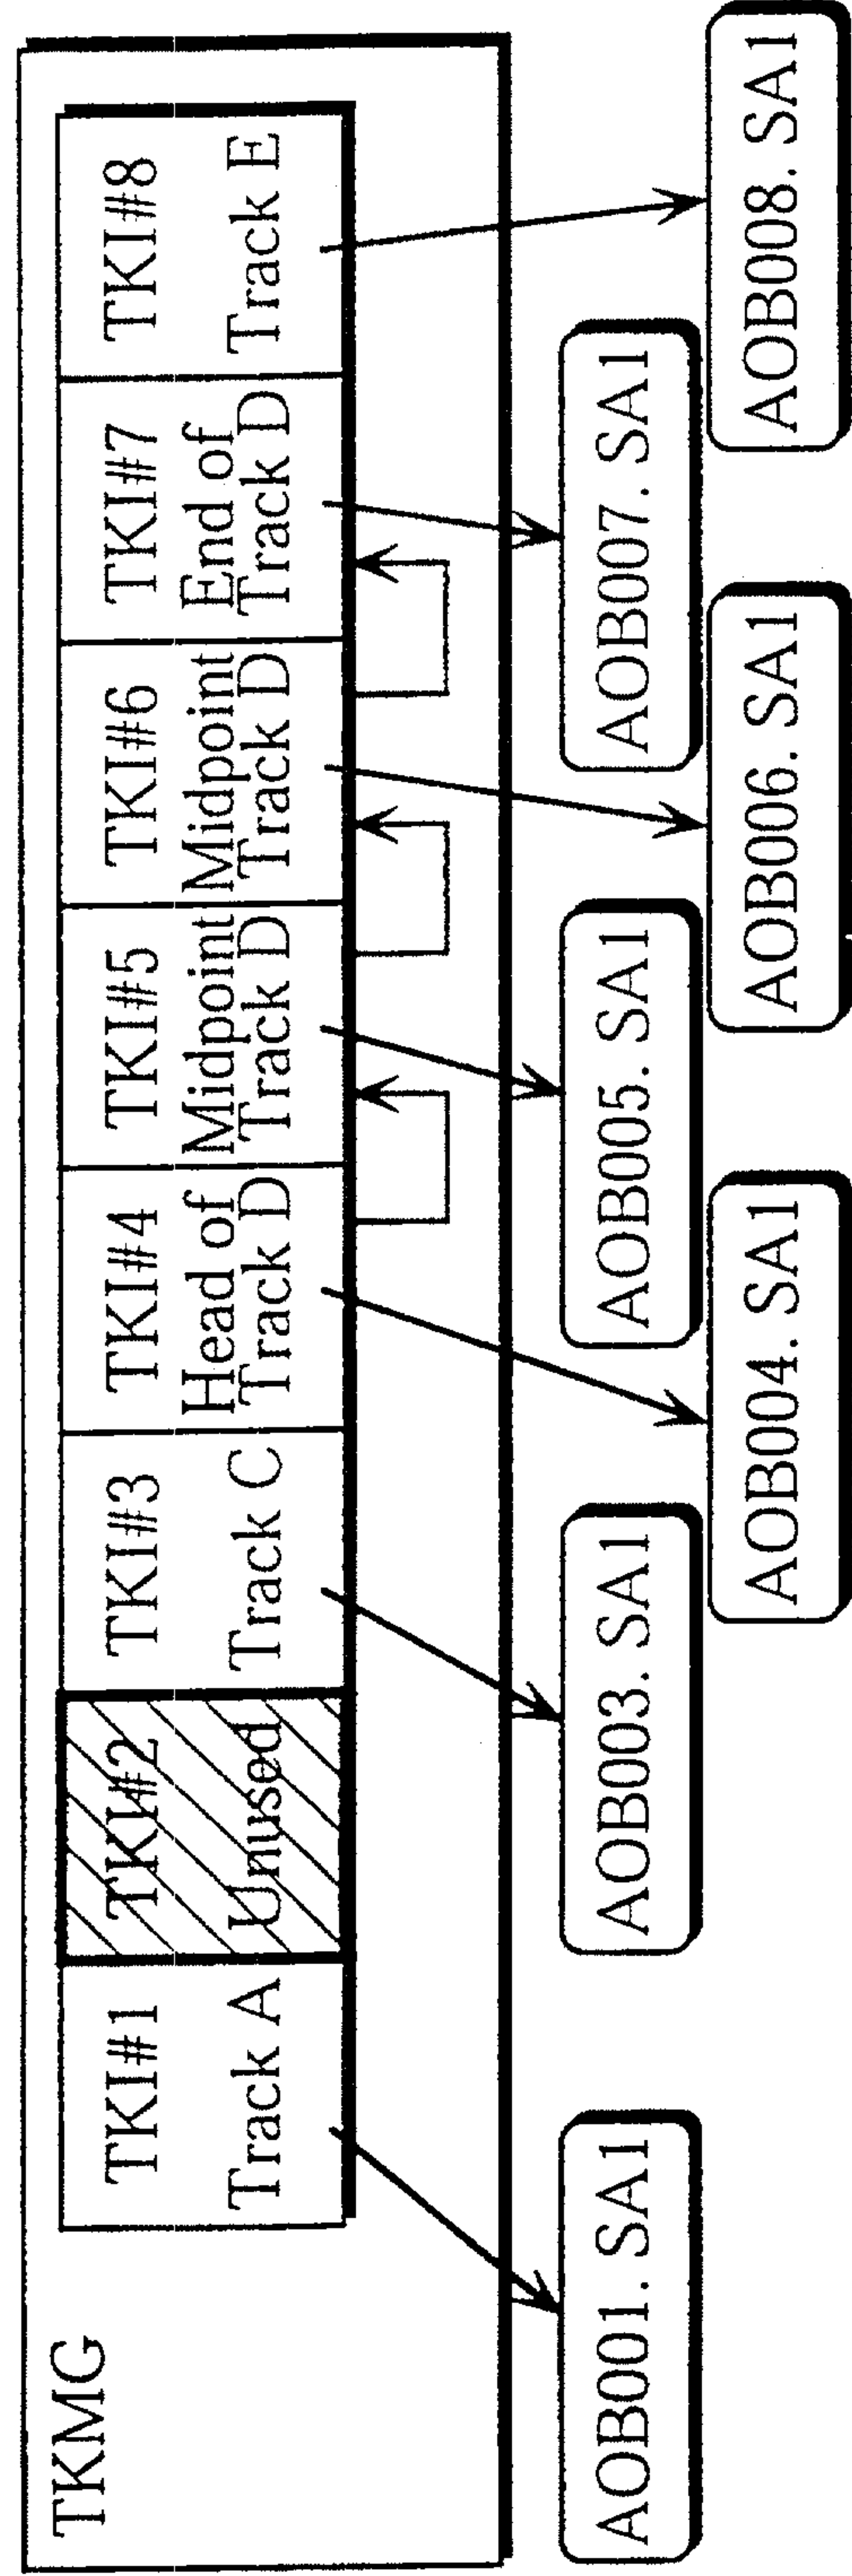 TKMG
TKI#1
Track A
TKI#2
Unused
TKI#3
Track C
TKI#4
Head of
Track D
TKI#5
Midpoint
Track D
TKI#6
Midpoint
Track D
TKI#7
End of
Track D
TKI#8
Track E
AOB001. SA1
AOB003. SA1
AOB005. SA1
AOB007. SA1
AOB004. SA1
AOB006. SA1
AOB008. SA1